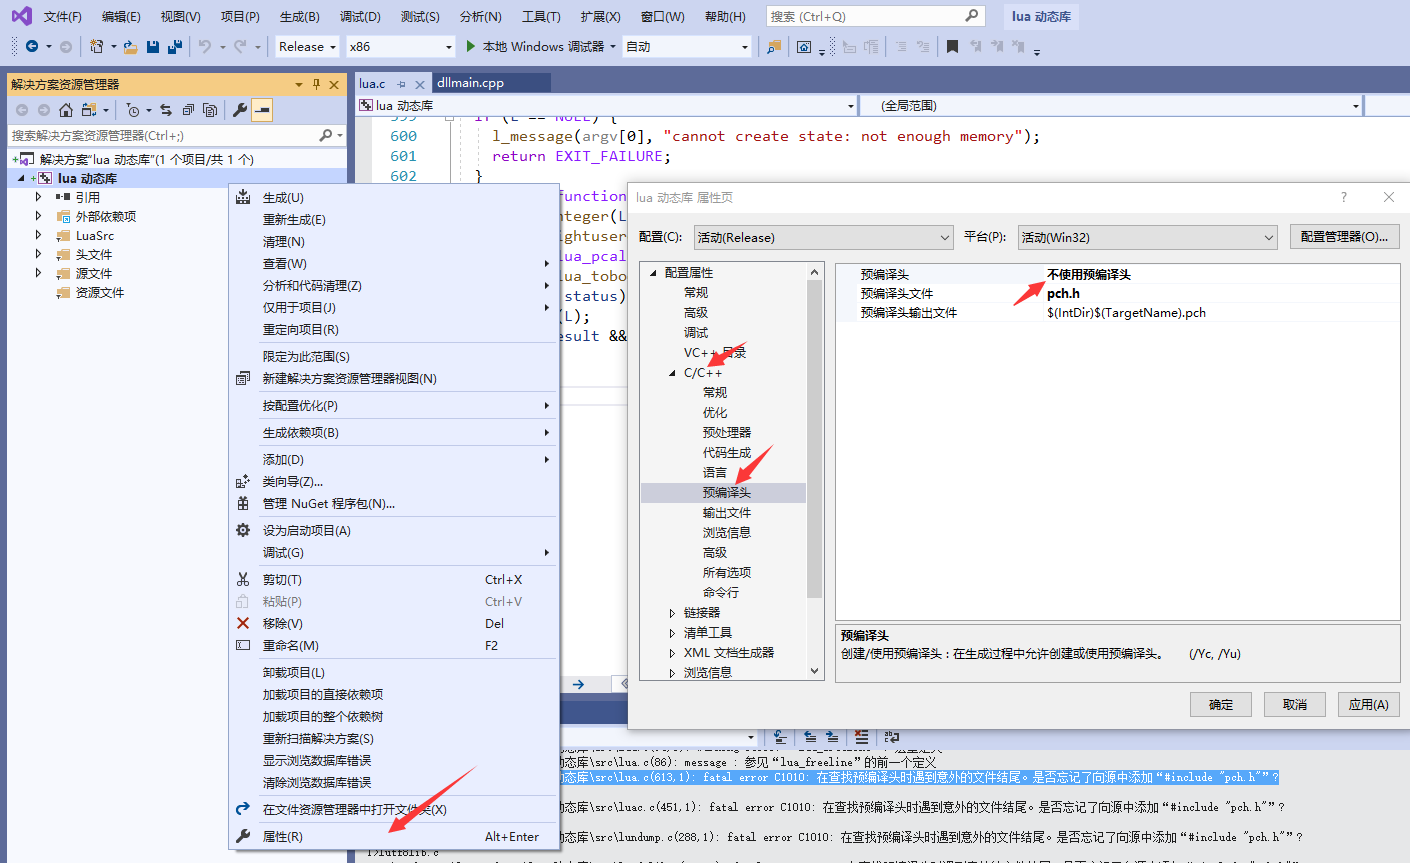 文件(F) 编辑(E) 视图(V) 项目(P) 生成(B) 调试(D) 测试(S) 分析(N) 工具(T) 扩展(X) 窗口(W) 帮助(H) 搜索 (Ctrl+Q) lua 动态库
Release x86 本地 Windows 调试器 自动
解决方案资源管理器
搜索解决方案资源管理器(Ctrl+;)
解决方案"lua 动态库"(1 个项目/共 1 个)
lua 动态库
引用
外部依赖项
LuaSrc
头文件
源文件
资源文件
lua.c dllmain.cpp
lua 动态库 (全局范围)
599 if (L == NULL) {
600 l_message(argv[0], "cannot create state: not enough memory");
601 return EXIT_FAILURE;
602 }
function
nteger(L
ightuser
lua_pcal
lua_tobo
status)
(L);
esult &&
生成(U)
重新生成(E)
清理(N)
查看(W)
分析和代码清理(Z)
仅用于项目(J)
重定向项目(R)
限定为此范围(S)
新建解决方案资源管理器视图(N)
按配置优化(P)
生成依赖项(B)
添加(D)
类向导(Z)...
管理 NuGet 程序包(N)...
设为启动项目(A)
调试(G)
剪切(T) Ctrl+X
粘贴(P) Ctrl+V
移除(V) Del
重命名(M) F2
卸载项目(L)
加载项目的直接依赖项
加载项目的整个依赖树
重新扫描解决方案(S)
显示浏览数据库错误
清除浏览数据库错误
在文件资源管理器中打开文件夹(X)
属性(R) Alt+Enter
lua 动态库 属性页
配置(C): 活动(Release) 平台(P): 活动(Win32) 配置管理器(O)...
配置属性
常规
高级
调试
VC++ 目录
C/C++
常规
优化
预处理器
代码生成
语言
预编译头
输出文件
浏览信息
高级
所有选项
命令行
链接器
清单工具
XML 文档生成器
浏览信息
预编译头 不使用预编译头
预编译头文件 pch.h
预编译头输出文件 $(IntDir)$(TargetName).pch
预编译头
创建/使用预编译头：在生成过程中允许创建或使用预编译头。 (/Yc, /Yu)
确定 取消 应用(A)
动态库\src\lua.c(86): message : 参见“lua_freeline”的前一个定义
动态库\src\lua.c(613,1): fatal error C1010: 在查找预编译头时遇到意外的文件结尾。是否忘记了向源中添加“#include "pch.h"”?
动态库\src\luac.c(451,1): fatal error C1010: 在查找预编译头时遇到意外的文件结尾。是否忘记了向源中添加“#include "pch.h"”?
动态库\src\lundump.c(288,1): fatal error C1010: 在查找预编译头时遇到意外的文件结尾。是否忘记了向源中添加“#include "pch.h"”?
1>lutf8lib.c